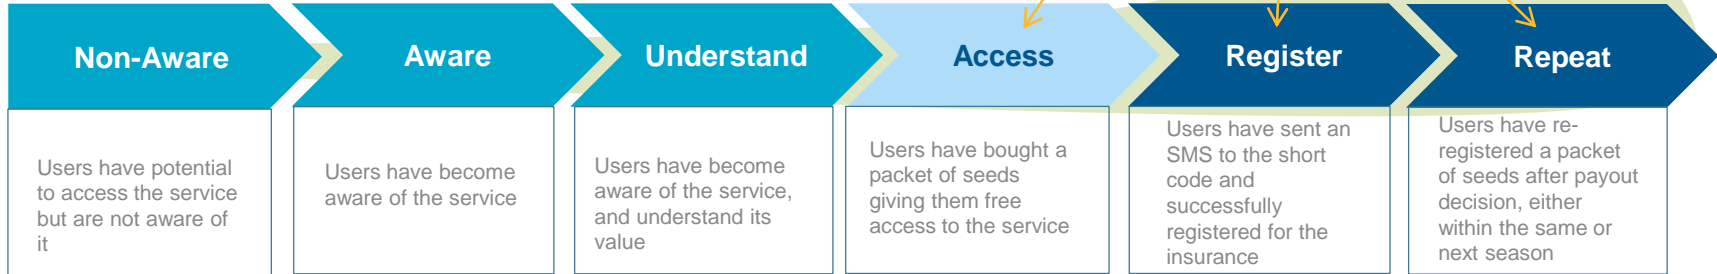 Non-Aware
Aware
Understand
Access
Register
Repeat
Users have potential
to access the service
but are not aware of
it
Users have become
aware of the service
Users have become
aware of the service,
and understand its
value
Users have bought a
packet of seeds
giving them free
access to the service
Users have sent an
SMS to the short
code and
successfully
registered for the
insurance
Users have re-
registered a packet
of seeds after payout
decision, either
within the same or
next season